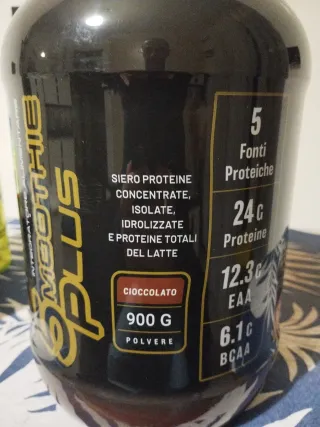 SMOOTHIE
PLUS
SIERO PROTEINE
CONCENTRATE,
ISOLATE,
IDROLIZZATE
E PROTEINE TOTALI
DEL LATTE
CIOCCOLATO
900 G
POLVERE
5
Fonti
Proteiche
24 G
Proteine
12.3 G
EAA
6.1 G
BCAA